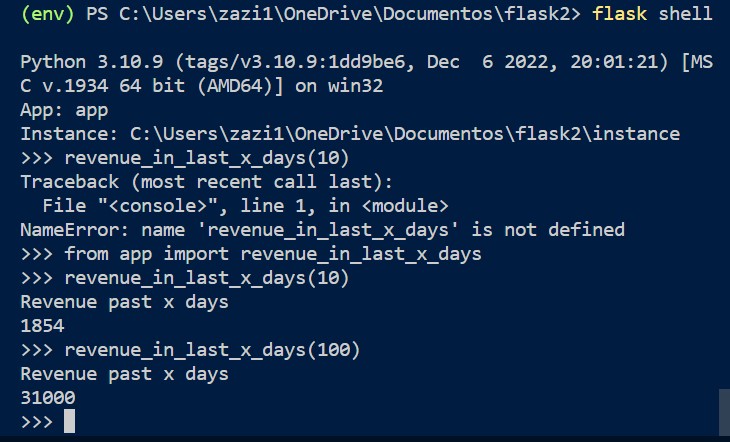 (env) PS C:\Users\zazi1\OneDrive\Documentos\flask2> flask shell
Python 3.10.9 (tags/v3.10.9:1dd9be6, Dec  6 2022, 20:01:21) [MS
C v.1934 64 bit (AMD64)] on win32
App: app
Instance: C:\Users\zazi1\OneDrive\Documentos\flask2\instance
>>> revenue_in_last_x_days(10)
Traceback (most recent call last):
  File "<console>", line 1, in <module>
NameError: name 'revenue_in_last_x_days' is not defined
>>> from app import revenue_in_last_x_days
>>> revenue_in_last_x_days(10)
Revenue past x days
1854
>>> revenue_in_last_x_days(100)
Revenue past x days
31000
>>>